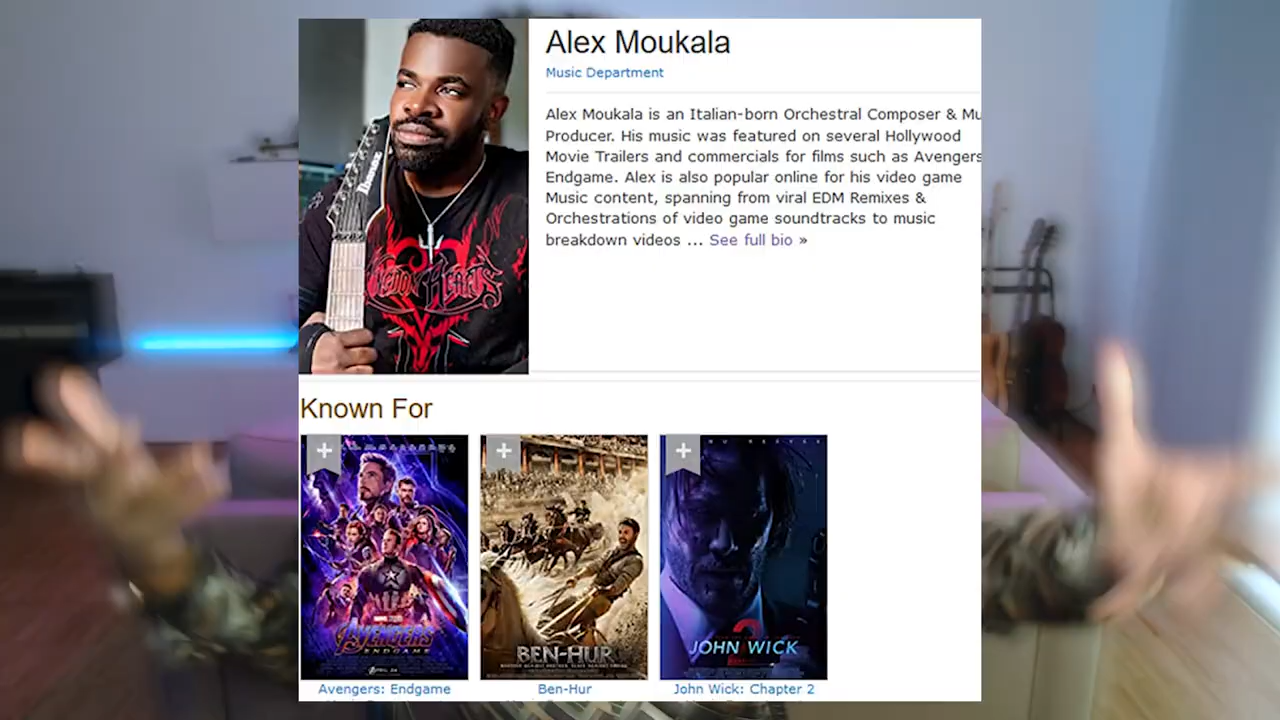 Alex Moukala
Music Department
Alex Moukala is an Italian-born Orchestral Composer & Mu
Producer. His music was featured on several Hollywood
Movie Trailers and commercials for films such as Avengers
Endgame. Alex is also popular online for his video game
Music content, spanning from viral EDM Remixes &
Orchestrations of video game soundtracks to music
breakdown videos ... See full bio »
Ibanez
Known For
AVENGERS
ENDGAME
APRIL 26
BEN-HUR
2
JOHN WICK
Avengers: Endgame
Ben-Hur
John Wick: Chapter 2